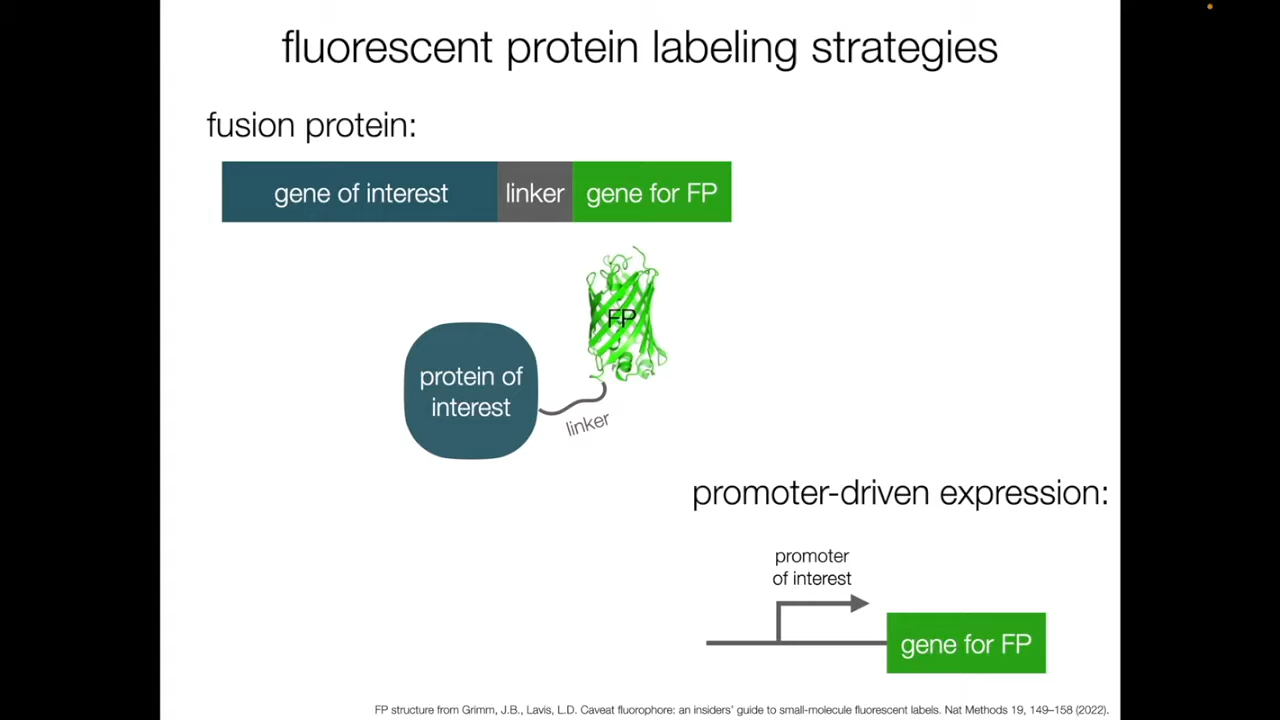 fluorescent protein labeling strategies
fusion protein:
gene of interest linker gene for FP
FP
protein of
interest
linker
promoter-driven expression:
promoter
of interest
gene for FP
FP structure from Grimm, J.B., Lavis, L.D. Caveat fluorophore: an insiders’ guide to small-molecule fluorescent labels. Nat Methods 19, 149–158 (2022).